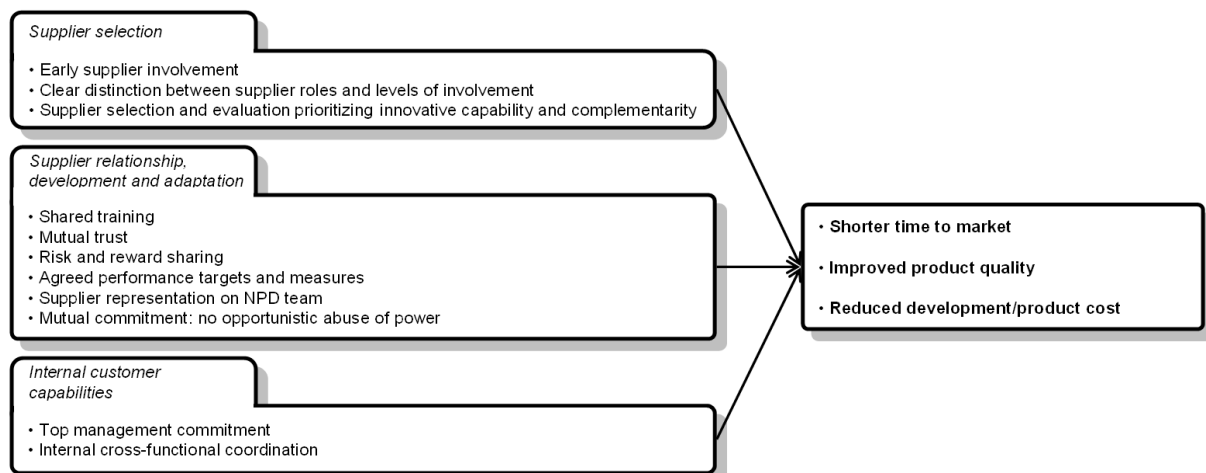 Supplier selection
• Early supplier involvement
• Clear distinction between supplier roles and levels of involvement
• Supplier selection and evaluation prioritizing innovative capability and complementarity
Supplier relationship,
development and adaptation
• Shared training
• Mutual trust
• Risk and reward sharing
• Agreed performance targets and measures
• Supplier representation on NPD team
• Mutual commitment: no opportunistic abuse of power
Internal customer
capabilities
• Top management commitment
• Internal cross-functional coordination
• Shorter time to market
• Improved product quality
• Reduced development/product cost